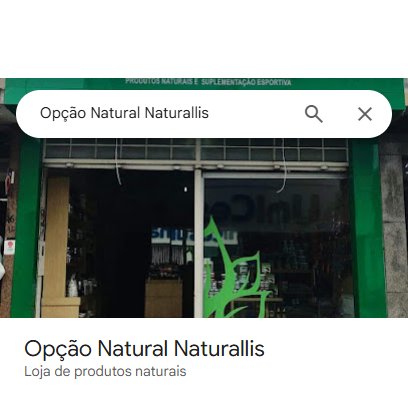 PRODUTOS NATURAIS E SUPLEMENTAÇÃO ESPORTIVA
Opção Natural Naturallis
Opção Natural Naturallis
Loja de produtos naturais